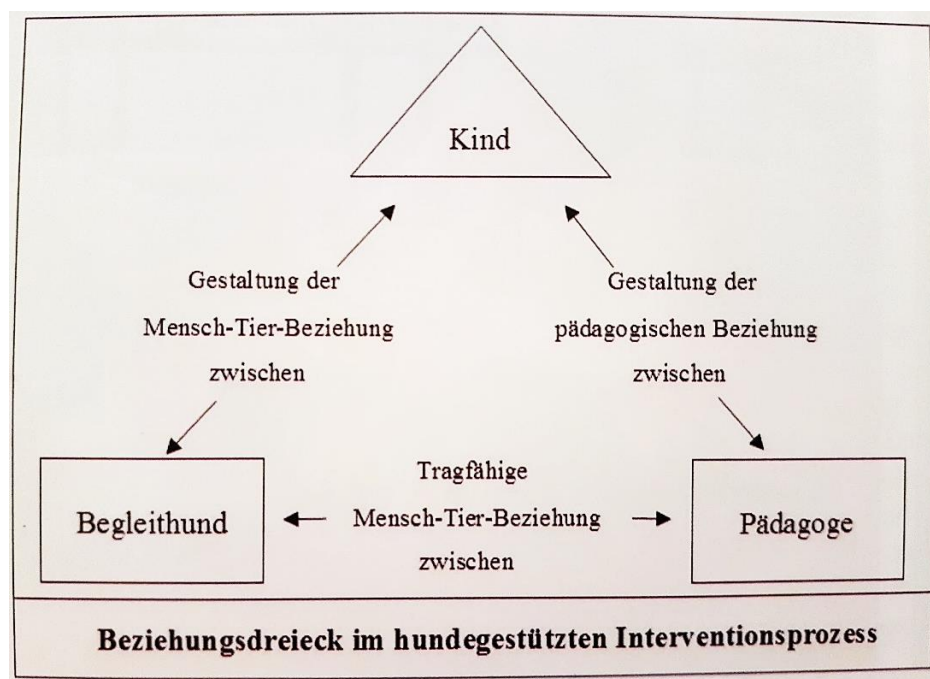 Kind
Gestaltung der
Mensch-Tier-Beziehung
zwischen
Gestaltung der
pädagogischen Beziehung
zwischen
Begleithund
Tragfähige
Mensch-Tier-Beziehung
zwischen
Pädagoge
Beziehungsdreieck im hundegestützten Interventionsprozess